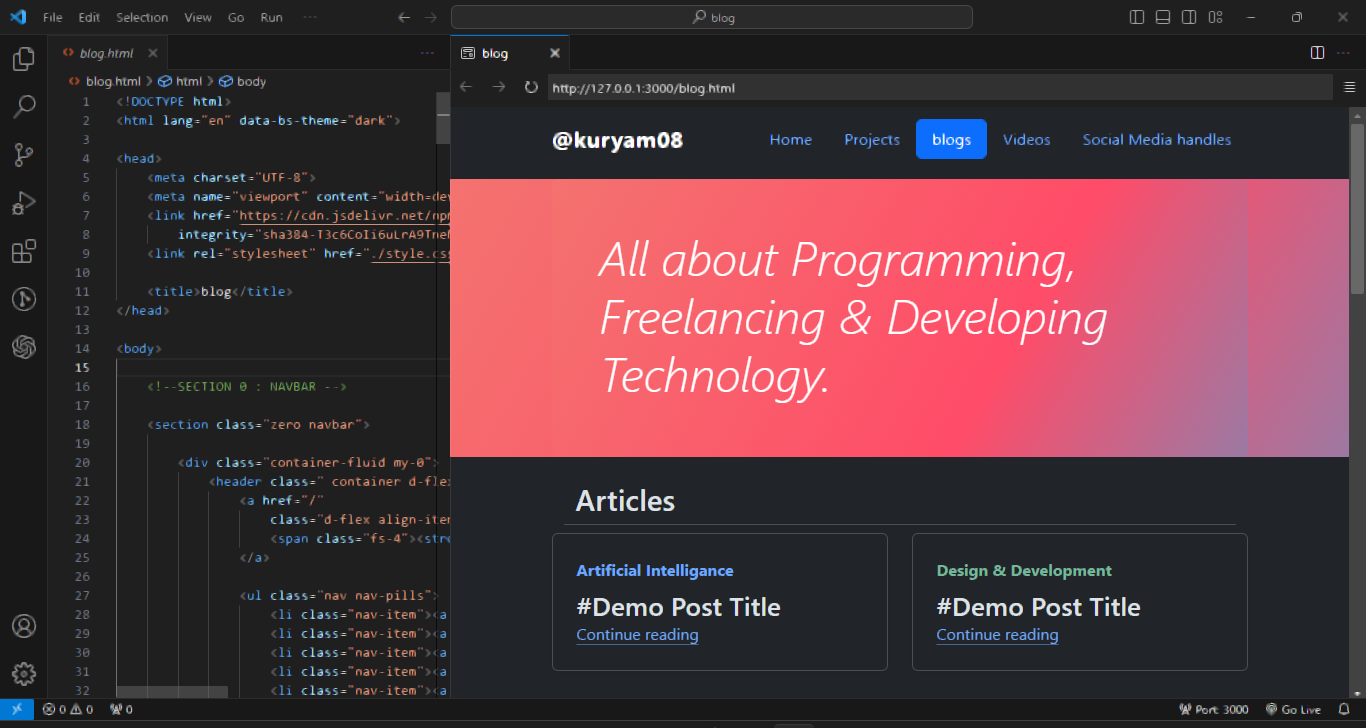 File Edit Selection View Go Run ···
blog
blog.html
blog.html > html > body
1 <!DOCTYPE html>
2 <html lang="en" data-bs-theme="dark">
3
4 <head>
5 <meta charset="UTF-8">
6 <meta name="viewport" content="width=dev
7 <link href="https://cdn.jsdelivr.net/npm
8 integrity="sha384-T3c6CoIi6uLrA9TneN
9 <link rel="stylesheet" href="./style.css
10
11 <title>blog</title>
12 </head>
13
14 <body>
15
16 <!--SECTION 0 : NAVBAR -->
17
18 <section class="zero navbar">
19
20 <div class="container-fluid my-0">
21 <header class=" container d-flex
22 <a href="/"
23 class="d-flex align-item
24 <span class="fs-4"><stro
25 </a>
26
27 <ul class="nav nav-pills">
28 <li class="nav-item"><a
29 <li class="nav-item"><a
30 <li class="nav-item"><a
31 <li class="nav-item"><a
32 <li class="nav-item"><a
blog
http://127.0.0.1:3000/blog.html
@kuryam08 Home Projects blogs Videos Social Media handles
All about Programming,
Freelancing & Developing
Technology.
Articles
Artificial Intelligance
#Demo Post Title
Continue reading
Design & Development
#Demo Post Title
Continue reading
0 0 0 Port: 3000 Go Live